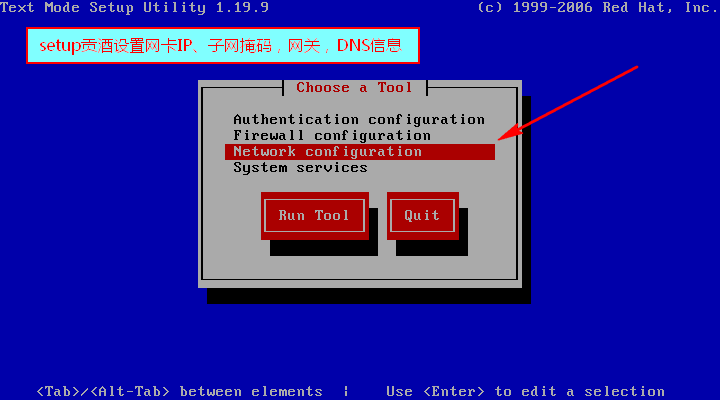 Text Mode Setup Utility 1.19.9 (c) 1999-2006 Red Hat, Inc.
setup贡酒设置网卡IP、子网掩码，网关，DNS信息
Choose a Tool
Authentication configuration
Firewall configuration
Network configuration
System services
Run Tool Quit
<Tab>/<Alt-Tab> between elements | Use <Enter> to edit a selection